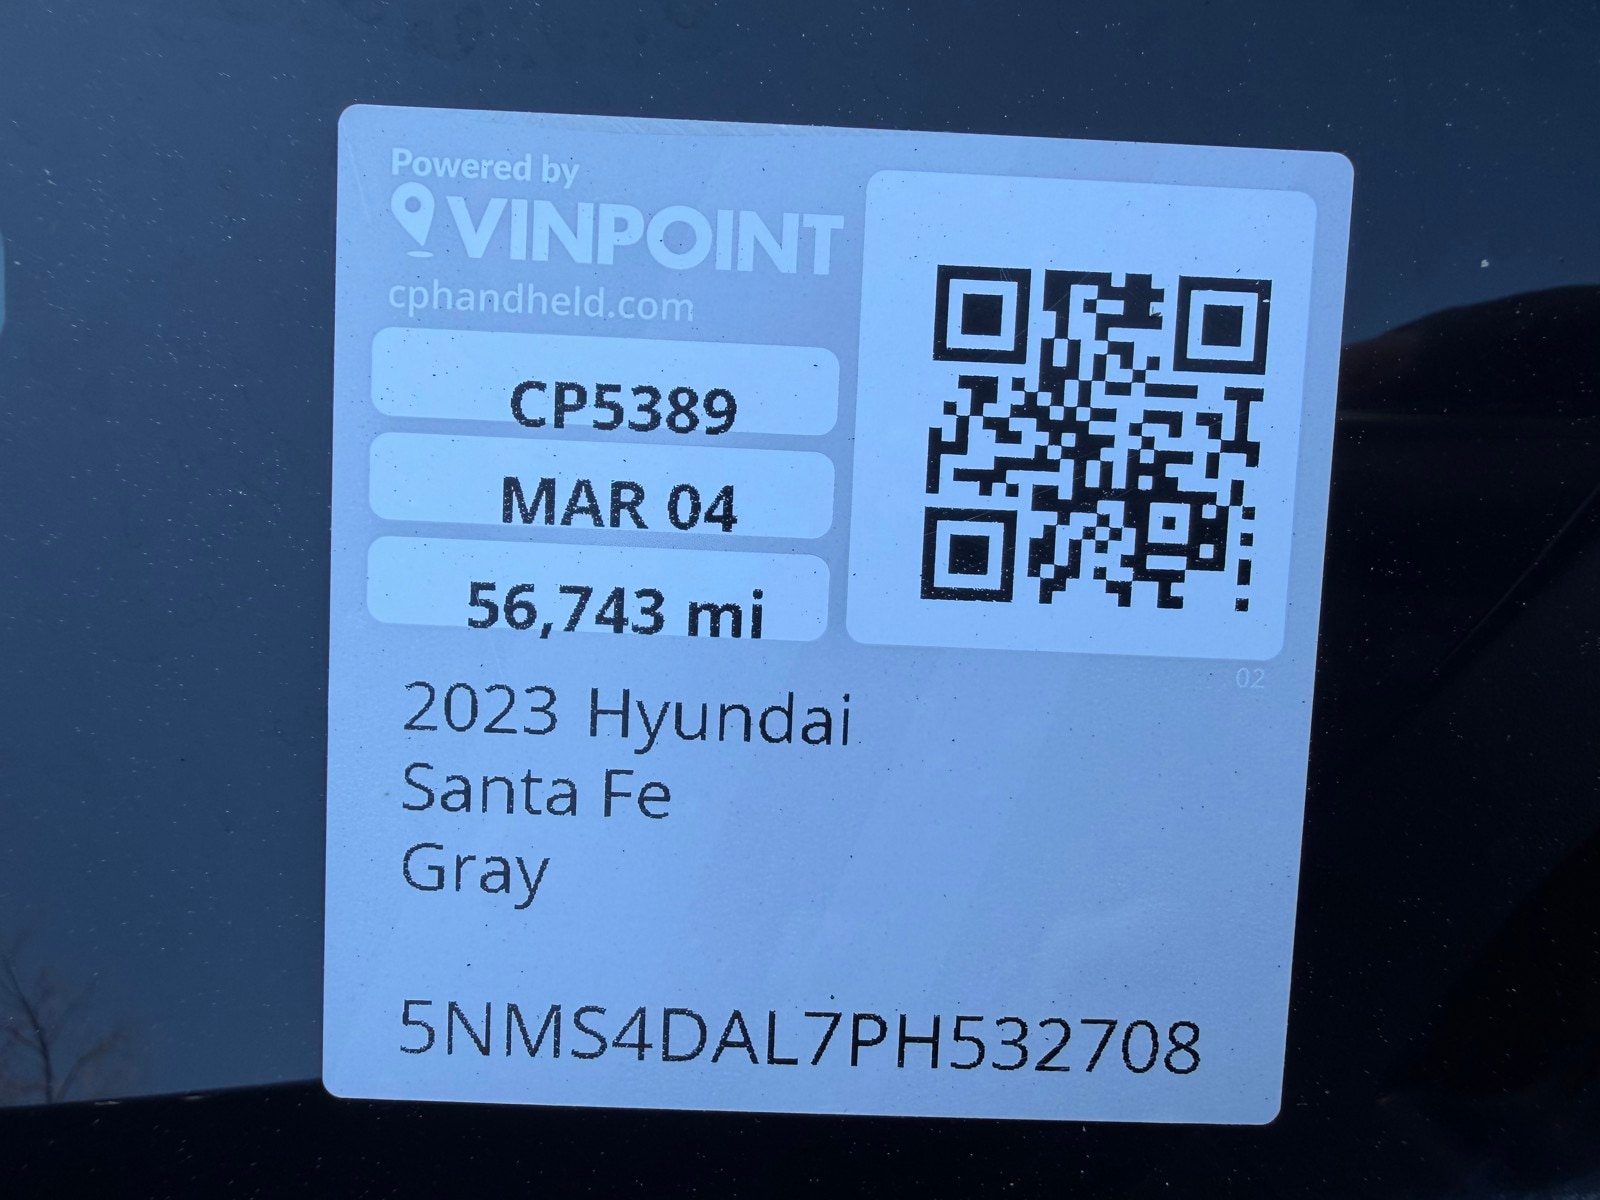 Powered by
VINPOINT
cphandheld.com
CP5389
MAR 04
56,743 mi
02
2023 Hyundai
Santa Fe
Gray
5NMS4DAL7PH532708